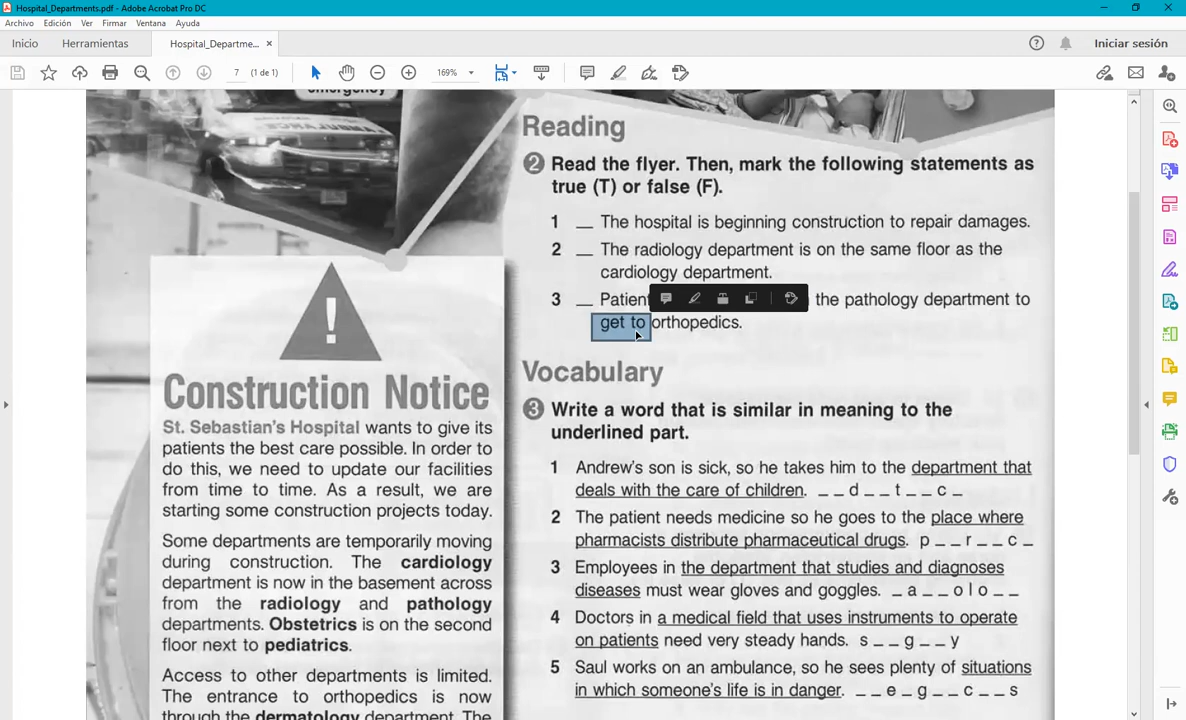 Hospital_Departments.pdf - Adobe Acrobat Pro DC
Archivo Edición Ver Firmar Ventana Ayuda
Inicio Herramientas Hospital_Departme... × Iniciar sesión
7 (1 de 1) 169%
emergency
Reading
2 Read the flyer. Then, mark the following statements as
true (T) or false (F).
1 __ The hospital is beginning construction to repair damages.
2 __ The radiology department is on the same floor as the
cardiology department.
3 __ Patient the pathology department to
get to orthopedics.
Vocabulary
3 Write a word that is similar in meaning to the
underlined part.
1 Andrew's son is sick, so he takes him to the department that
deals with the care of children. _ _ d _ _ t _ _ c _
2 The patient needs medicine so he goes to the place where
pharmacists distribute pharmaceutical drugs. p _ _ r _ _ c _
3 Employees in the department that studies and diagnoses
diseases must wear gloves and goggles. _ a _ _ o l o _ _
4 Doctors in a medical field that uses instruments to operate
on patients need very steady hands. s _ _ g _ _ y
5 Saul works on an ambulance, so he sees plenty of situations
in which someone's life is in danger. _ _ e _ g _ _ c _ _ s
!
Construction Notice
St. Sebastian's Hospital wants to give its
patients the best care possible. In order to
do this, we need to update our facilities
from time to time. As a result, we are
starting some construction projects today.
Some departments are temporarily moving
during construction. The cardiology
department is now in the basement across
from the radiology and pathology
departments. Obstetrics is on the second
floor next to pediatrics.
Access to other departments is limited.
The entrance to orthopedics is now
through the dermatology department. The